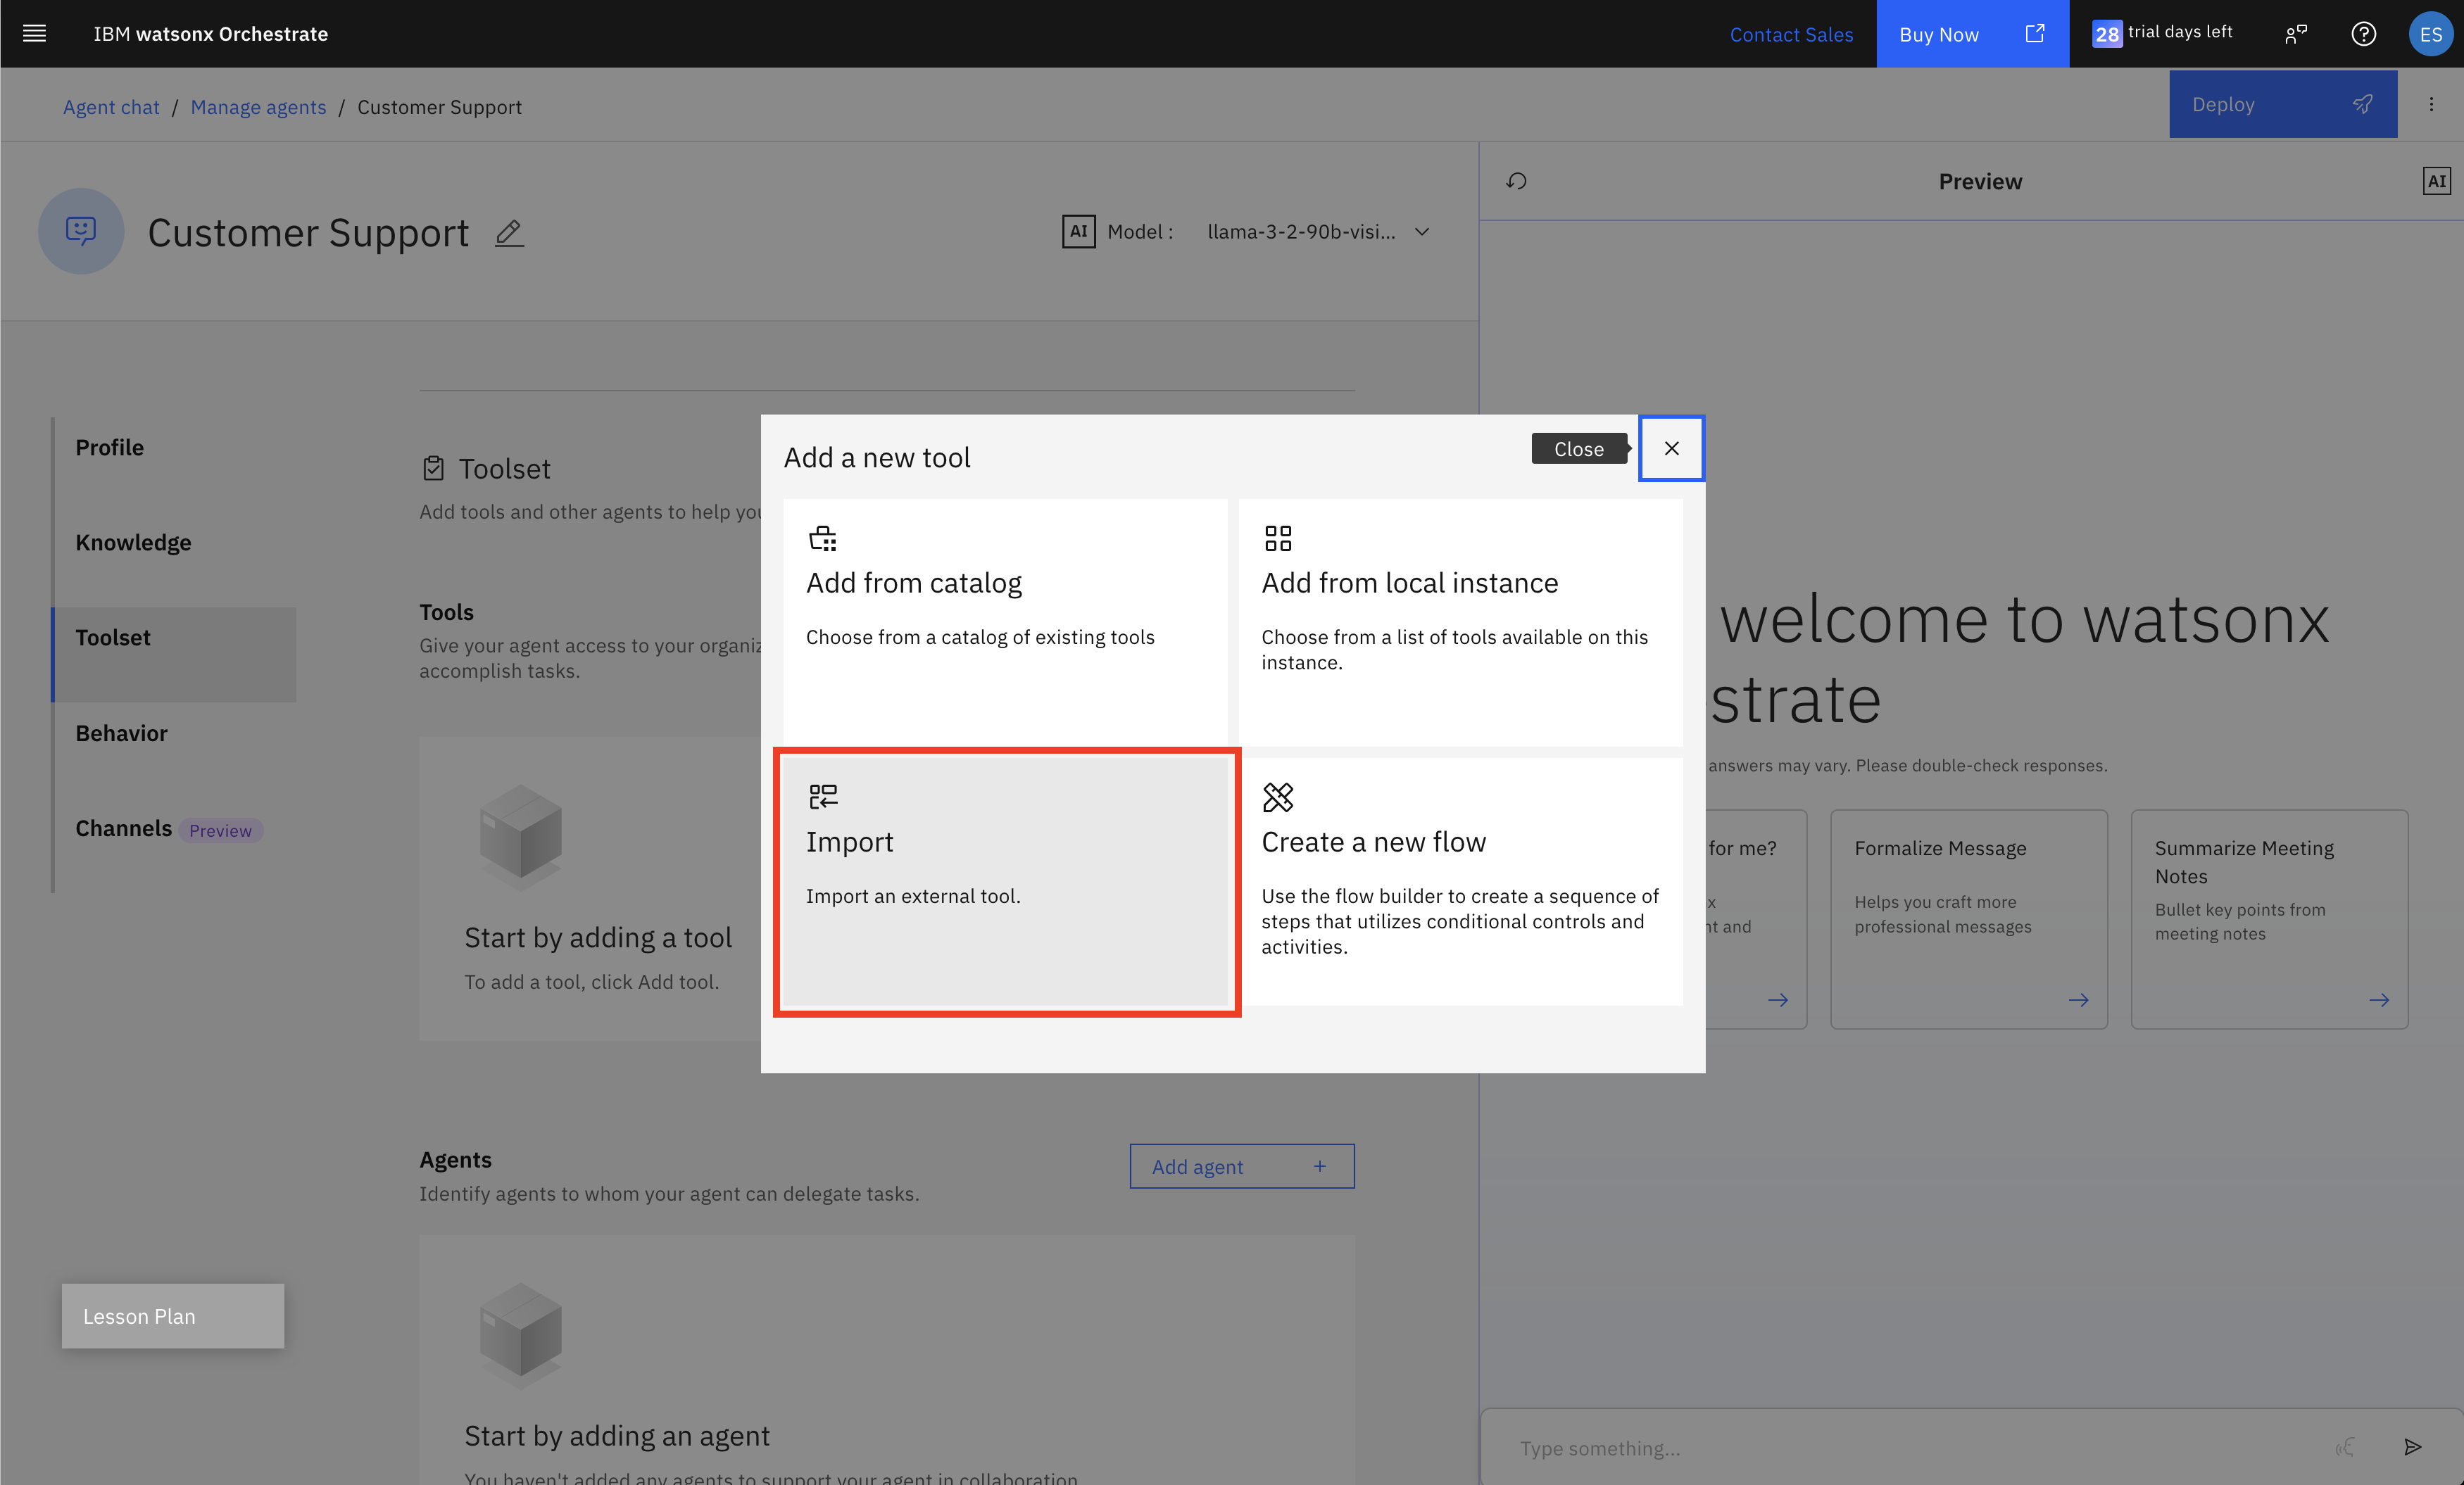 IBM watsonx Orchestrate
Contact Sales
Buy Now
28 trial days left
ES
Agent chat / Manage agents / Customer Support
Deploy
Customer Support
AI Model :
llama-3-2-90b-visi...
Preview
AI
Profile
Knowledge
Toolset
Behavior
Channels Preview
Toolset
Add tools and other agents to help you
Tools
Give your agent access to your organiz
accomplish tasks.
Start by adding a tool
To add a tool, click Add tool.
Add a new tool
Close
Add from catalog
Choose from a catalog of existing tools
Add from local instance
Choose from a list of tools available on this
instance.
Import
Import an external tool.
Create a new flow
Use the flow builder to create a sequence of
steps that utilizes conditional controls and
activities.
Agents
Identify agents to whom your agent can delegate tasks.
Add agent +
Start by adding an agent
You haven't added any agents to support your agent in collaboration
Lesson Plan
welcome to watsonx
strate
answers may vary. Please double-check responses.
for me?
x
nt and
Formalize Message
Helps you craft more
professional messages
Summarize Meeting
Notes
Bullet key points from
meeting notes
Type something...